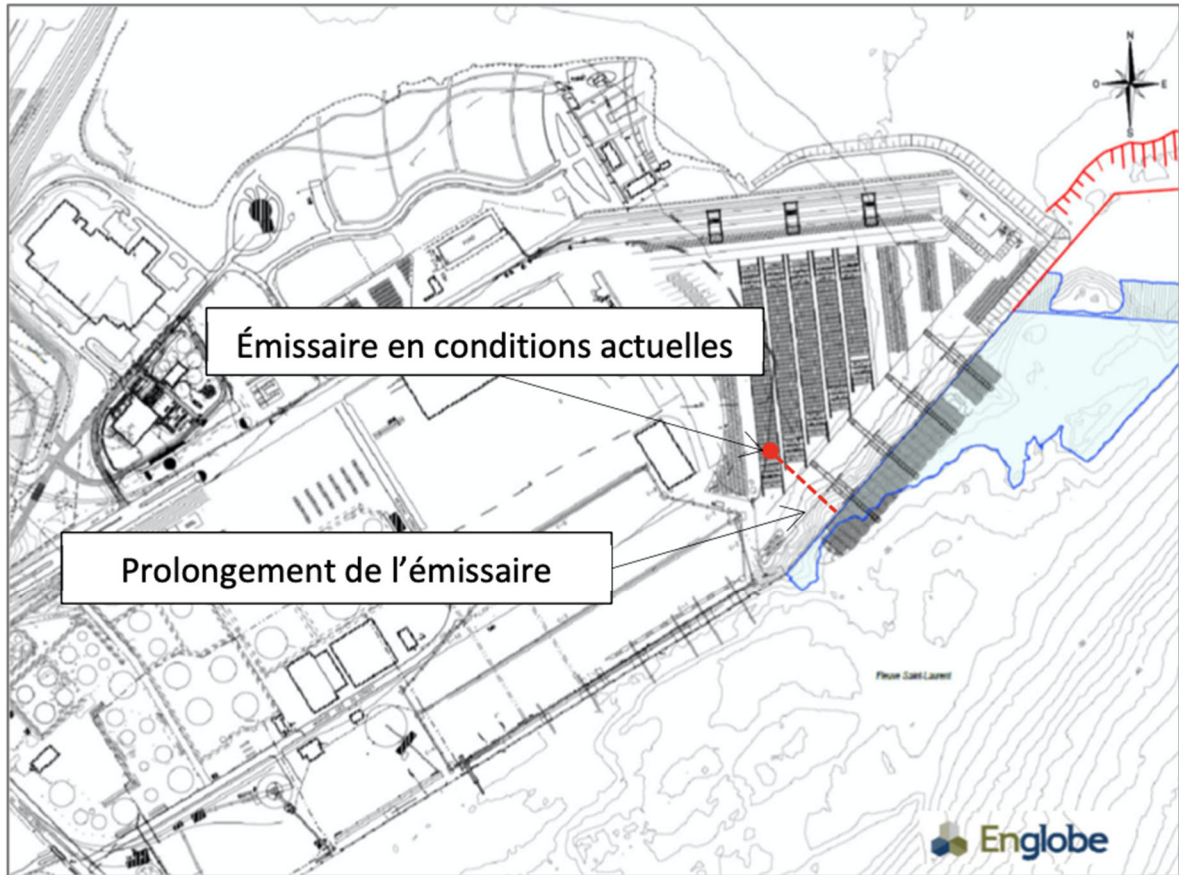 N
O E
S
Émissaire en conditions actuelles
Prolongement de l’émissaire
Fleuve Saint-Laurent
Englobe